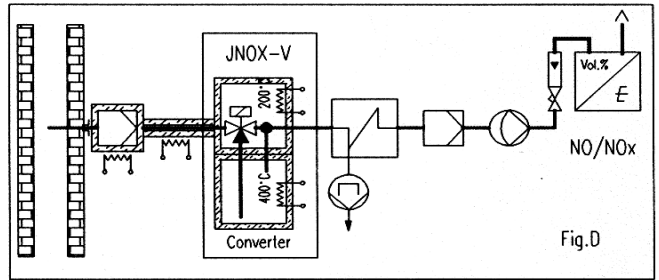 JNOX-V
200°C
400°C
Converter
Vol.%
E
NO/NOx
Fig.D